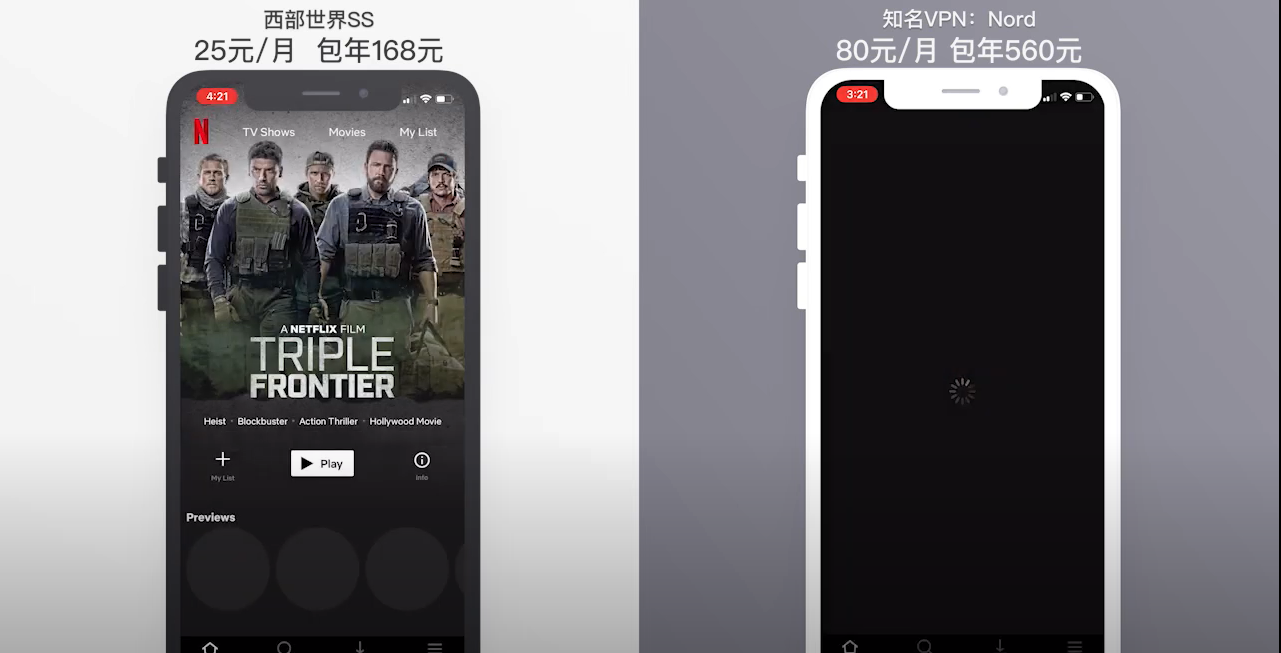 西部世界SS
25元/月 包年168元
4:21
N
TV Shows Movies My List
A NETFLIX FILM
TRIPLE
FRONTIER
Heist · Blockbuster · Action Thriller · Hollywood Movie
My List Play Info
Previews
知名VPN：Nord
80元/月 包年560元
3:21